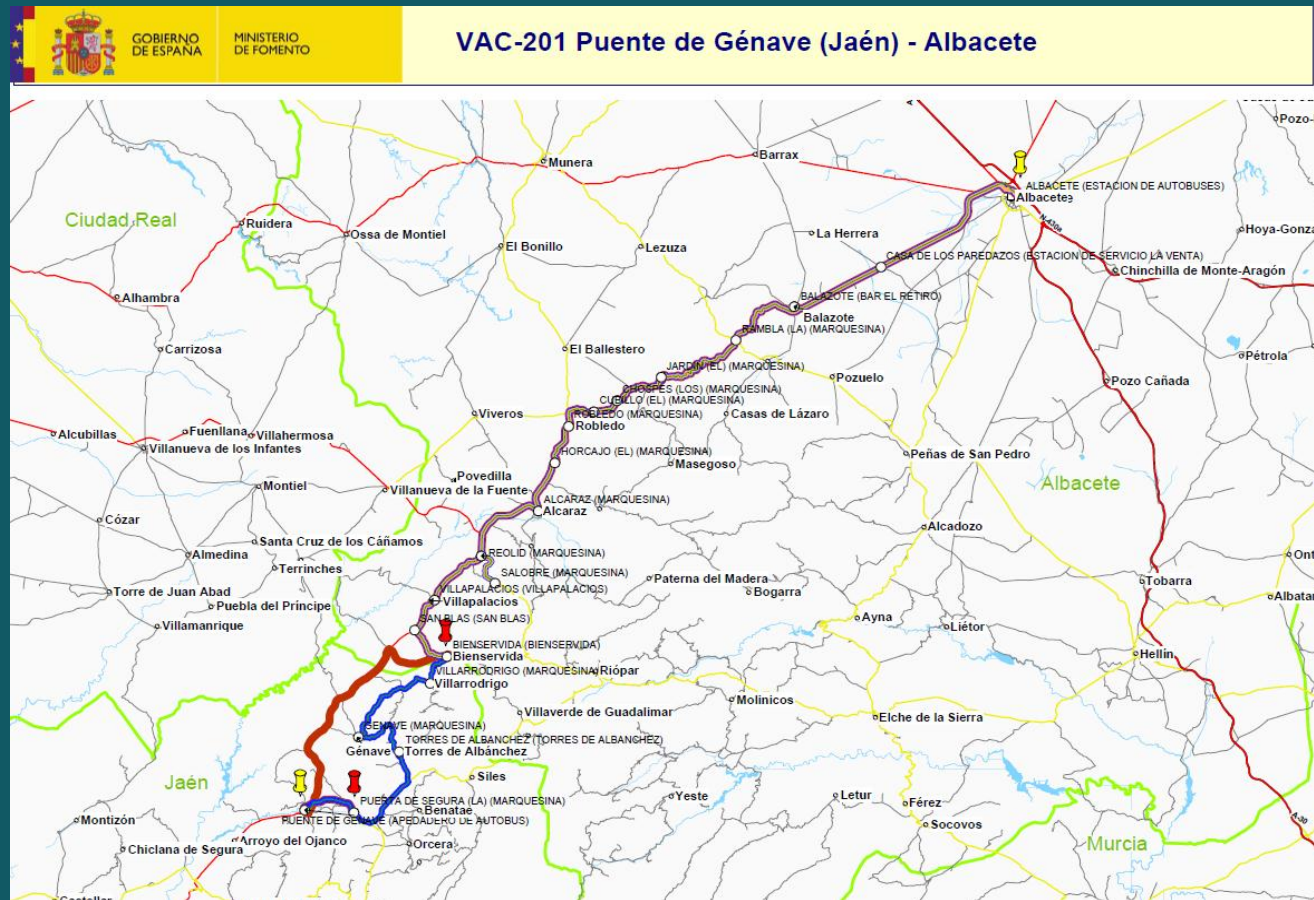 GOBIERNO
DE ESPAÑA
MINISTERIO
DE FOMENTO
VAC-201 Puente de Génave (Jaén) - Albacete
Pozo-
Munera
Barrax
ALBACETE (ESTACION DE AUTOBUSES)
Albacete
Ciudad Real
Ruidera
Ossa de Montiel
La Herrera
N-430a
Hoya-Gonza
El Bonillo
Lezuza
CASA DE LOS PAREDAZOS (ESTACION DE SERVICIO LA VENTA)
Chinchilla de Monte-Aragón
Alhambra
BALAZOTE (BAR EL RETIRO)
Balazote
RAMBLA (LA) (MARQUESINA)
Carrizosa
El Ballestero
Pétrola
JARDIN (EL) (MARQUESINA)
Pozuelo
Pozo Cañada
CHOSPES (LOS) (MARQUESINA)
CUBILLO (EL) (MARQUESINA)
Viveros
ROBLEDO (MARQUESINA)
Casas de Lázaro
Robledo
Alcubillas
Fuenllana
Villahermosa
Villanueva de los Infantes
HORCAJO (EL) (MARQUESINA)
Peñas de San Pedro
Masegoso
Povedilla
Montiel
Villanueva de la Fuente
Albacete
ALCARAZ (MARQUESINA)
Alcaraz
Cózar
Alcadozo
Santa Cruz de los Cáñamos
Almedina
REOLID (MARQUESINA)
Ont
Terrinches
SALOBRE (MARQUESINA)
Paterna del Madera
Tobarra
Torre de Juan Abad
VILLAPALACIOS (VILLAPALACIOS)
Bogarra
Albatan
Puebla del Príncipe
Villapalacios
SAN BLAS (SAN BLAS)
Ayna
Liétor
Villamanrique
BIENSERVIDA (BIENSERVIDA)
Bienservida
Hellín
VILLARRODRIGO (MARQUESINA)
Riópar
Villarrodrigo
Molinicos
Villaverde de Guadalimar
Elche de la Sierra
GENAVE (MARQUESINA)
TORRES DE ALBANCHEZ (TORRES DE ALBANCHEZ)
Génave
Torres de Albánchez
Siles
Jaén
Yeste
Letur
Férez
PUERTA DE SEGURA (LA) (MARQUESINA)
Benatae
A-30
Montizón
PUENTE DE GENAVE (APEDADERO DE AUTOBUS)
Socovos
Arroyo del Ojanco
Orcera
Chiclana de Segura
Murcia